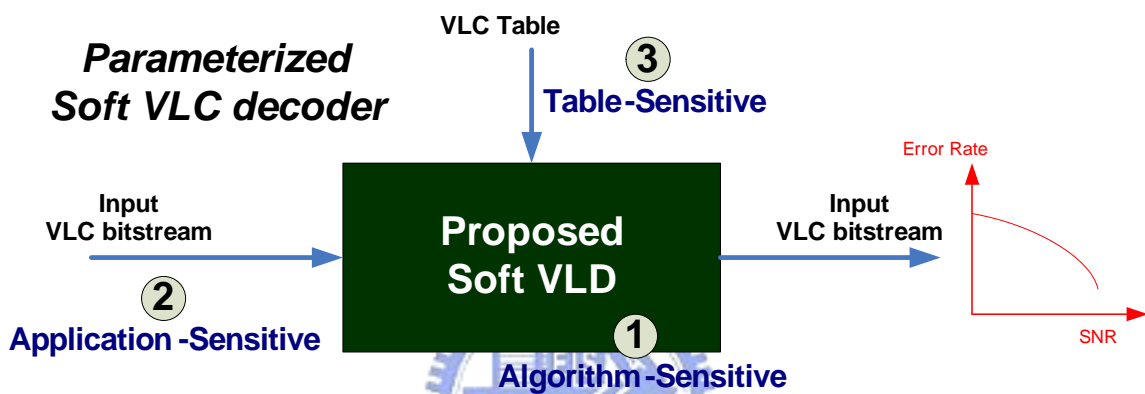 VLC Table
Parameterized
Soft VLC decoder
3
Table-Sensitive
Error Rate
Input
VLC bitstream
Proposed
Soft VLD
Input
VLC bitstream
2
Application-Sensitive
1
Algorithm-Sensitive
SNR